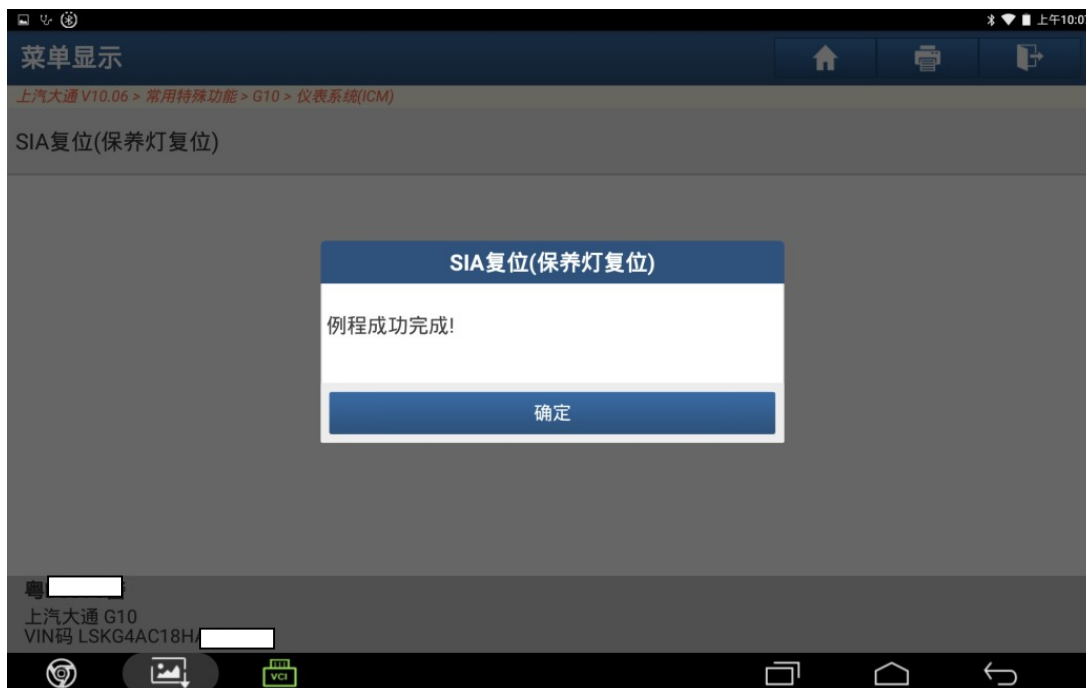 上午10:0
菜单显示
上汽大通 V10.06 > 常用特殊功能 > G10 > 仪表系统(ICM)
SIA复位(保养灯复位)
SIA复位(保养灯复位)
例程成功完成!
确定
粤
上汽大通 G10
VIN码 LSKG4AC18H
VCI